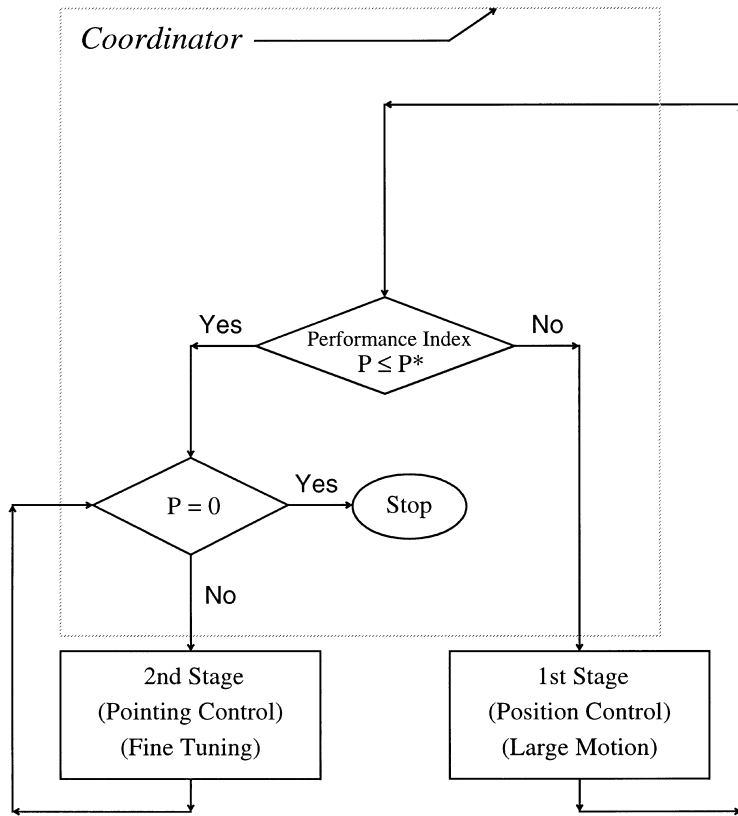 Coordinator
Yes
Performance Index
No
P ≤ P*
P = 0
Yes
Stop
No
2nd Stage
(Pointing Control)
(Fine Tuning)
1st Stage
(Position Control)
(Large Motion)